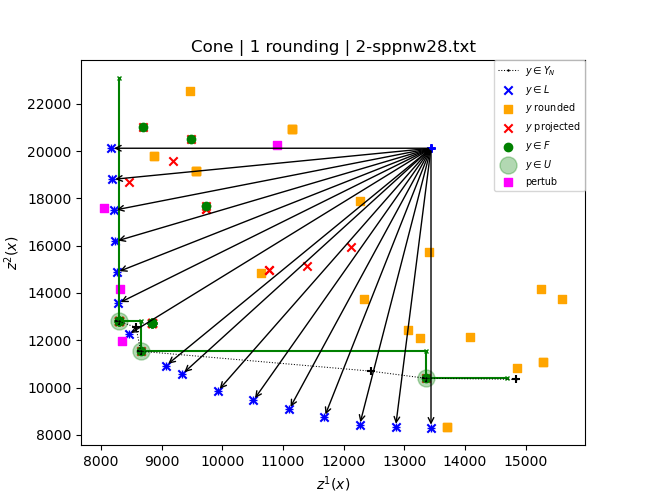 Cone | 1 rounding | 2-sppnw28.txt
y ∈ Y_N
y ∈ L
y rounded
y projected
y ∈ F
y ∈ U
pertub
z²(x)
22000
20000
18000
16000
14000
12000
10000
8000
8000 9000 10000 11000 12000 13000 14000 15000
z¹(x)